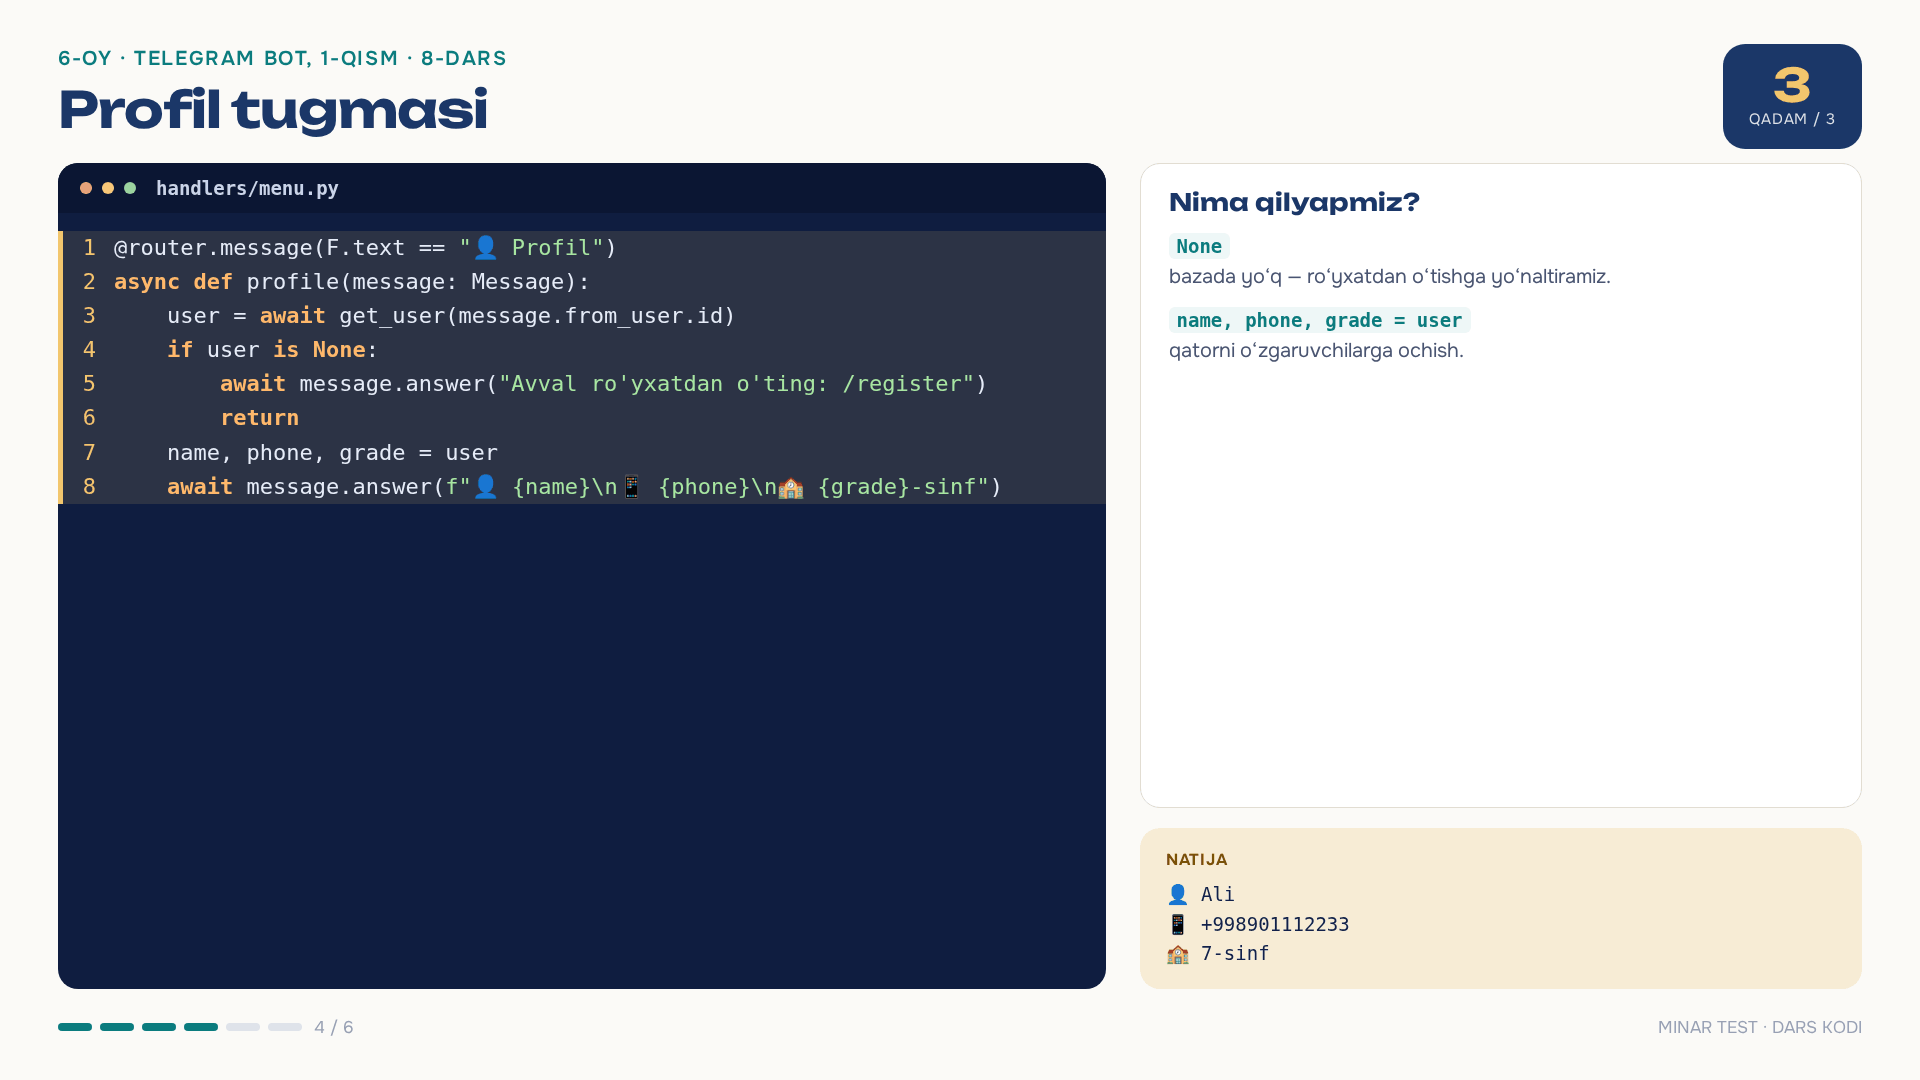 6-OY · TELEGRAM BOT, 1-QISM · 8-DARS
Profil tugmasi
3
QADAM / 3
handlers/menu.py
1 @router.message(F.text == "👤 Profil")
2 async def profile(message: Message):
3     user = await get_user(message.from_user.id)
4     if user is None:
5         await message.answer("Avval ro'yxatdan o'ting: /register")
6         return
7     name, phone, grade = user
8     await message.answer(f"👤 {name}\n📱 {phone}\n🏫 {grade}-sinf")
Nima qilyapmiz?
None
bazada yo‘q — ro‘yxatdan o‘tishga yo‘naltiramiz.
name, phone, grade = user
qatorni o‘zgaruvchilarga ochish.
NATIJA
👤 Ali
📱 +998901112233
🏫 7-sinf
4 / 6
MINAR TEST · DARS KODI